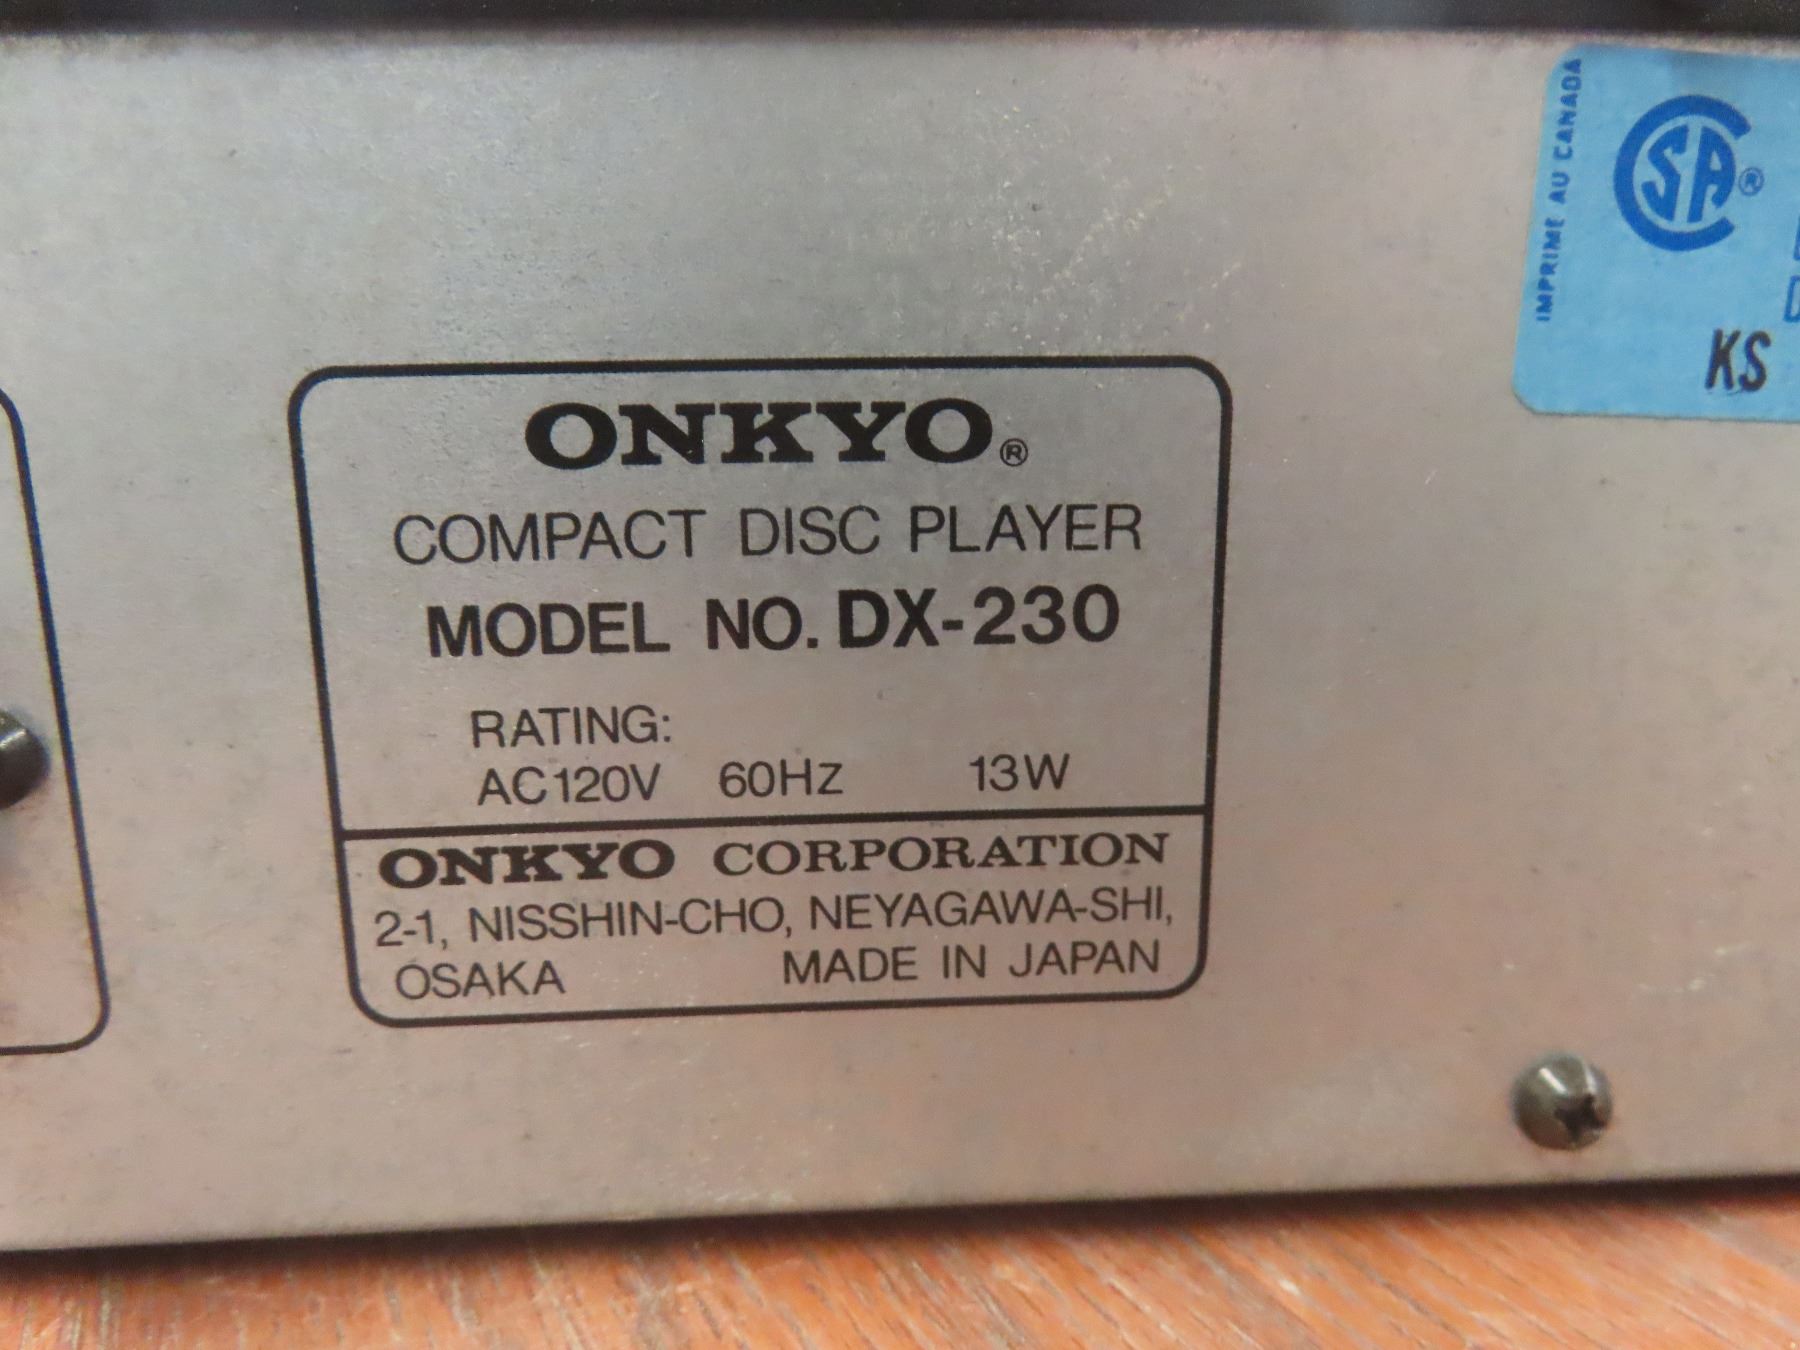 ONKYO®
COMPACT DISC PLAYER
MODEL NO. DX-230
RATING:
AC120V 60Hz 13W
ONKYO CORPORATION
2-1, NISSHIN-CHO, NEYAGAWA-SHI,
OSAKA MADE IN JAPAN
IMPRIME AU CANADA
CSA®
KS